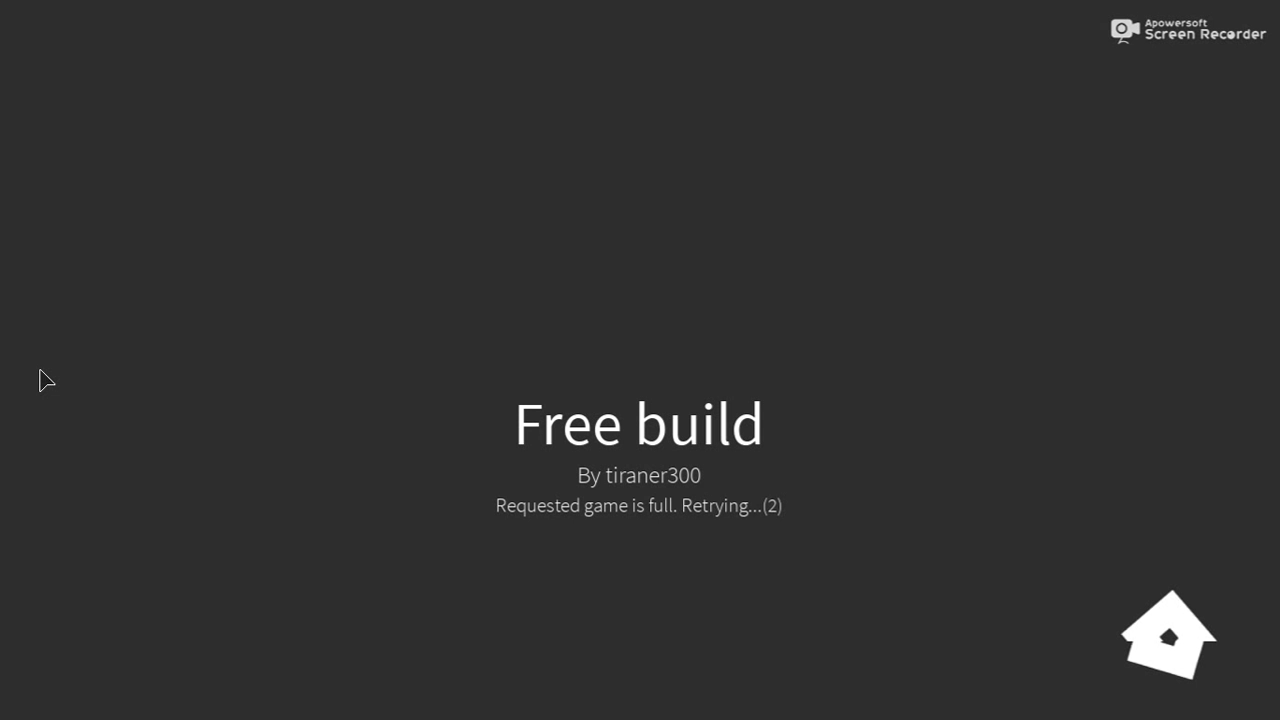 Apowersoft
Screen Recorder
Free build
By tiraner300
Requested game is full. Retrying...(2)